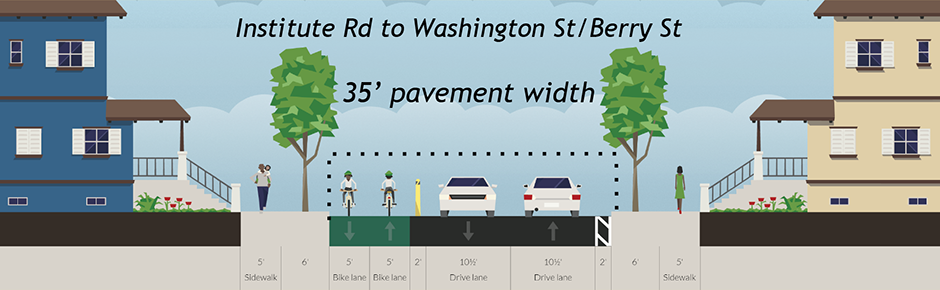 Institute Rd to Washington St/Berry St
35’ pavement width
5' 6' 5' 5' 2' 10½' 10½' 2' 6' 5'
Sidewalk Bike lane Bike lane Drive lane Drive lane Sidewalk